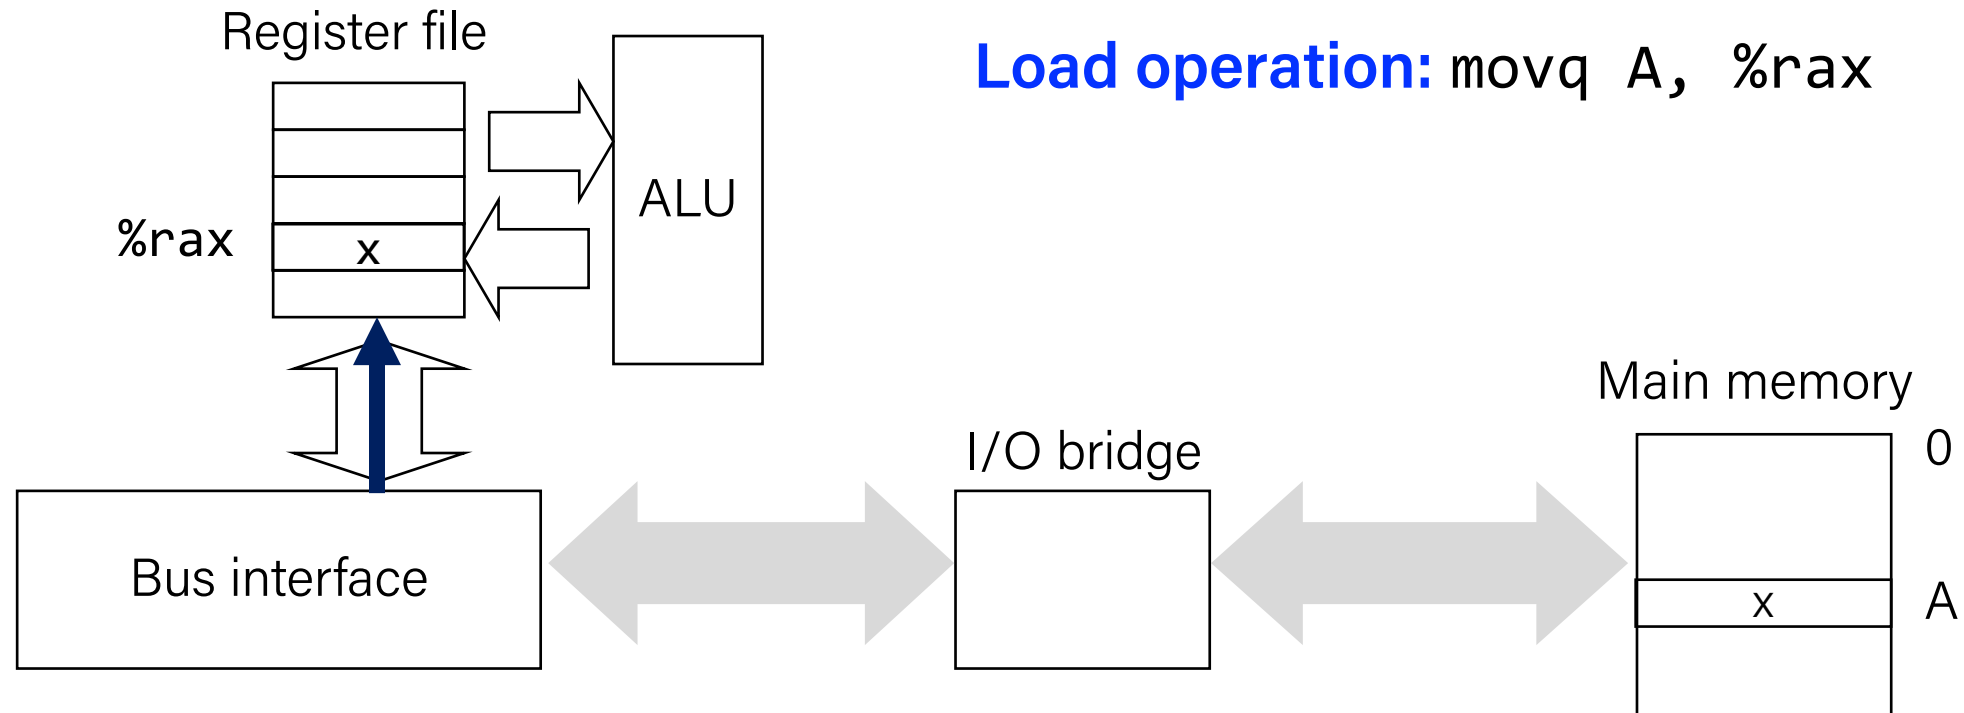 Register file
Load operation: movq A, %rax
ALU
%rax
x
Main memory
I/O bridge
0
Bus interface
x
A